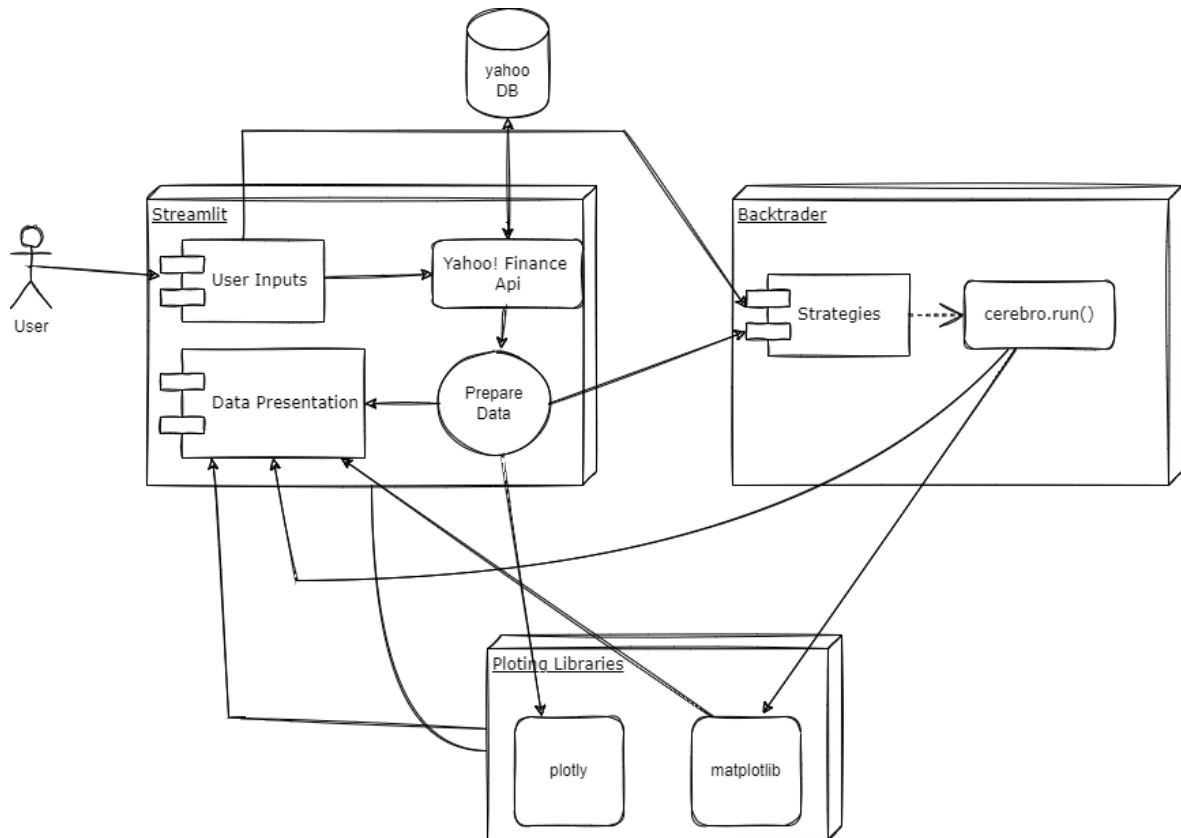 yahoo
DB
Streamlit
Backtrader
User Inputs
Yahoo! Finance
Api
Strategies
cerebro.run()
User
Data Presentation
Prepare
Data
Ploting Libraries
plotly
matplotlib